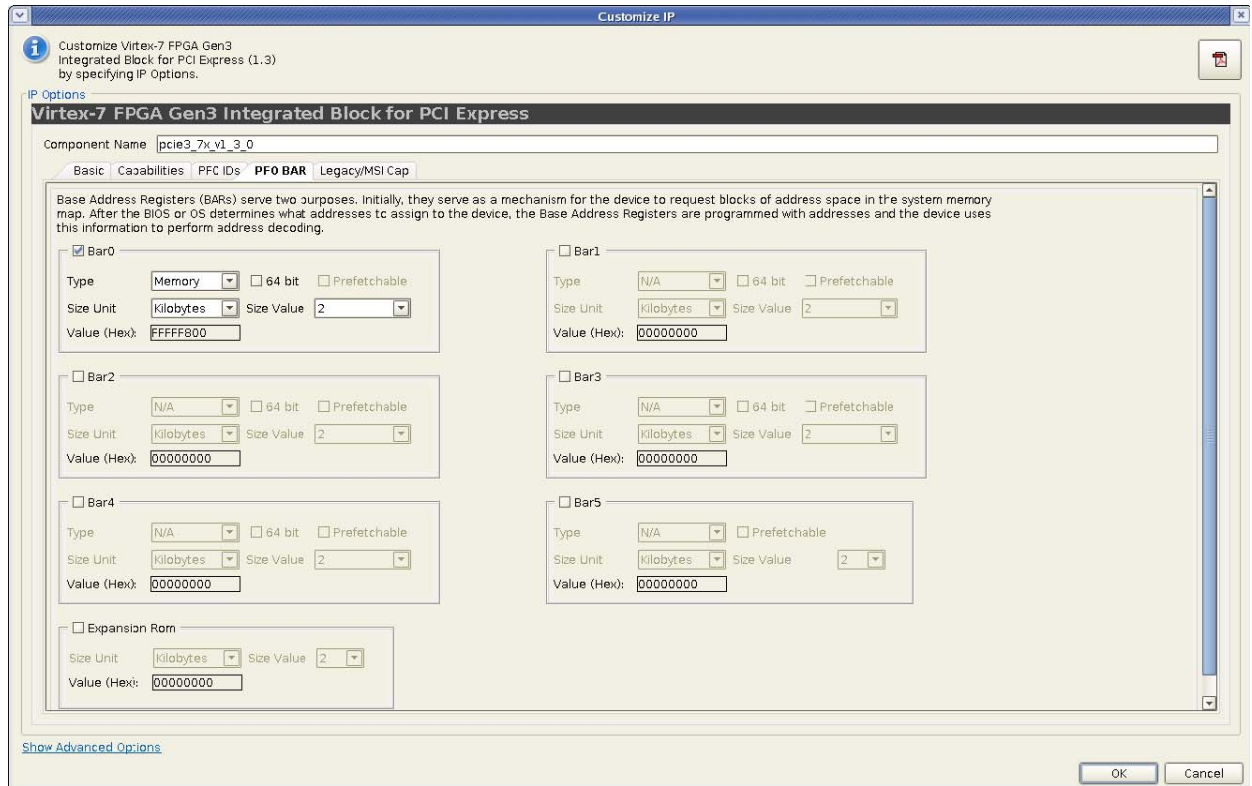 Customize IP
Customize Virtex-7 FPGA Gen3
Integrated Block for PCI Express (1.3)
by specifying IP Options.
IP Options
Virtex-7 FPGA Gen3 Integrated Block for PCI Express
Component Name pcie3_7x_v1_3_0
Basic Capabilities PF0 IDs PF0 BAR Legacy/MSI Cap
Base Address Registers (BARs) serve two purposes. Initially, they serve as a mechanism for the device to request blocks of address space in the system memory
map. After the BIOS or OS determines what addresses to assign to the device, the Base Address Registers are programmed with addresses and the device uses
this information to perform address decoding.
Bar0
Type Memory 64 bit Prefetchable
Size Unit Kilobytes Size Value 2
Value (Hex): FFFFF800
Bar1
Type N/A 64 bit Prefetchable
Size Unit Kilobytes Size Value 2
Value (Hex): 00000000
Bar2
Type N/A 64 bit Prefetchable
Size Unit Kilobytes Size Value 2
Value (Hex): 00000000
Bar3
Type N/A 64 bit Prefetchable
Size Unit Kilobytes Size Value 2
Value (Hex): 00000000
Bar4
Type N/A 64 bit Prefetchable
Size Unit Kilobytes Size Value 2
Value (Hex): 00000000
Bar5
Type N/A Prefetchable
Size Unit Kilobytes Size Value 2
Value (Hex): 00000000
Expansion Rom
Size Unit Kilobytes Size Value 2
Value (Hex): 00000000
Show Advanced Options
OK Cancel